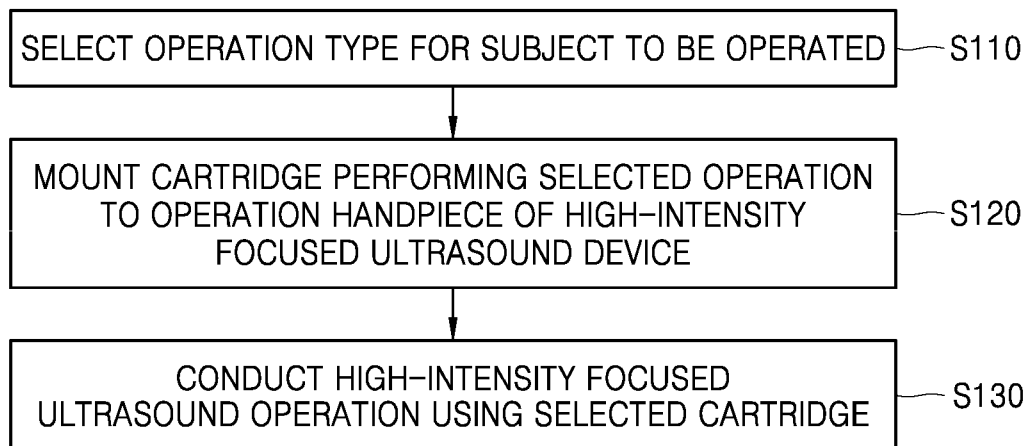 SELECT OPERATION TYPE FOR SUBJECT TO BE OPERATED S110
MOUNT CARTRIDGE PERFORMING SELECTED OPERATION
TO OPERATION HANDPIECE OF HIGH-INTENSITY S120
FOCUSED ULTRASOUND DEVICE
CONDUCT HIGH-INTENSITY FOCUSED S130
ULTRASOUND OPERATION USING SELECTED CARTRIDGE